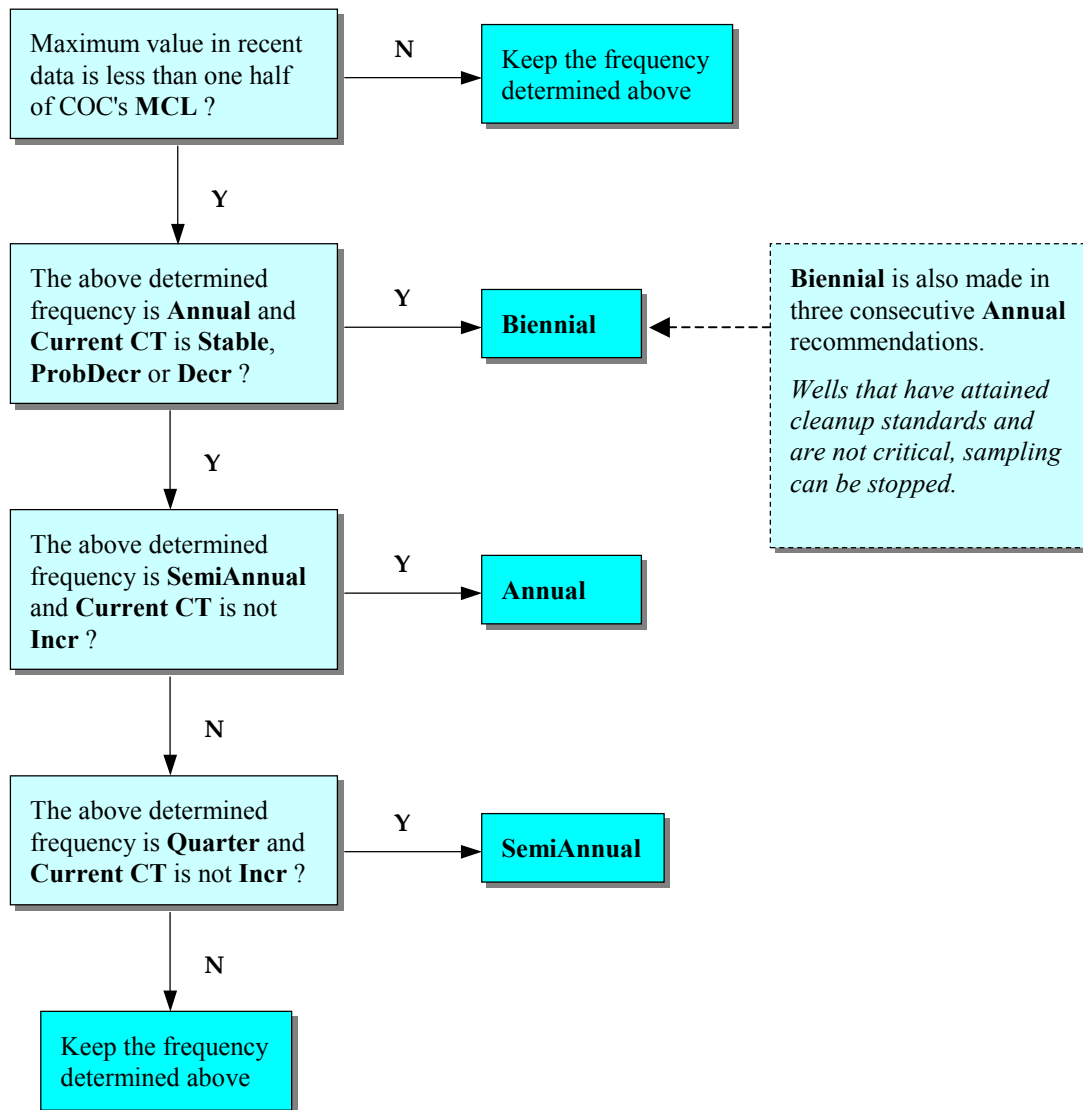 Maximum value in recent
data is less than one half
of COC's MCL ?
N
Keep the frequency
determined above
Y
The above determined
frequency is Annual and
Current CT is Stable,
ProbDecr or Decr ?
Y
Biennial
Biennial is also made in
three consecutive Annual
recommendations.
Wells that have attained
cleanup standards and
are not critical, sampling
can be stopped.
Y
The above determined
frequency is SemiAnnual
and Current CT is not
Incr ?
Y
Annual
N
The above determined
frequency is Quarter and
Current CT is not Incr ?
Y
SemiAnnual
N
Keep the frequency
determined above